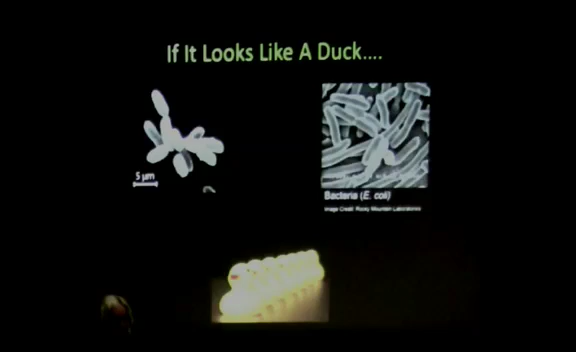 If It Looks Like A Duck....
5 µm
Bacteria (E. coli)
Image Credit: Rocky Mountain Laboratories